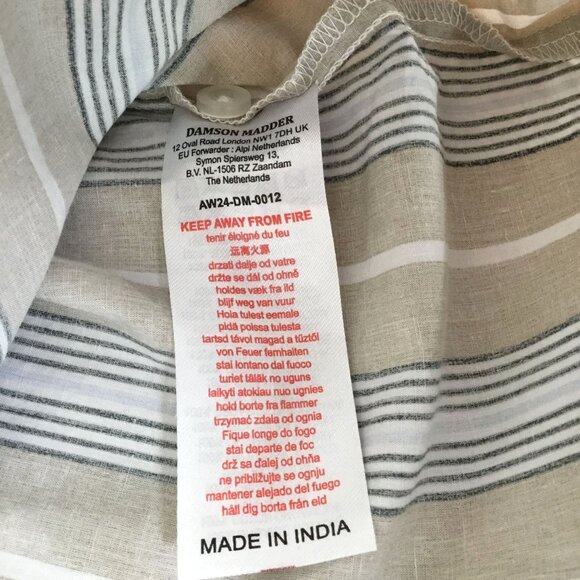 DAMSON MADDER
12 Oval Road London NW1 7DH UK
EU Forwarder : Alpi Netherlands
Symon Spiersweg 13,
B.V. NL-1506 RZ Zaandam
The Netherlands
AW24-DM-0012
KEEP AWAY FROM FIRE
tenir éloigné du feu
远离火源
drzati dalje od vatre
držte se dál od ohně
holdes væk fra ild
blijf weg van vuur
Hoia tulest eemale
pidä poissa tulesta
tartsd távol magad a tűztől
von Feuer fernhalten
stai lontano dal fuoco
turiet tālāk no uguns
laikyti atokiau nuo ugnies
hold borte fra flammer
trzymać zdala od ognia
Fique longe do fogo
stai departe de foc
drž sa ďalej od ohňa
ne približujte se ognju
mantener alejado del fuego
håll dig borta från eld
MADE IN INDIA